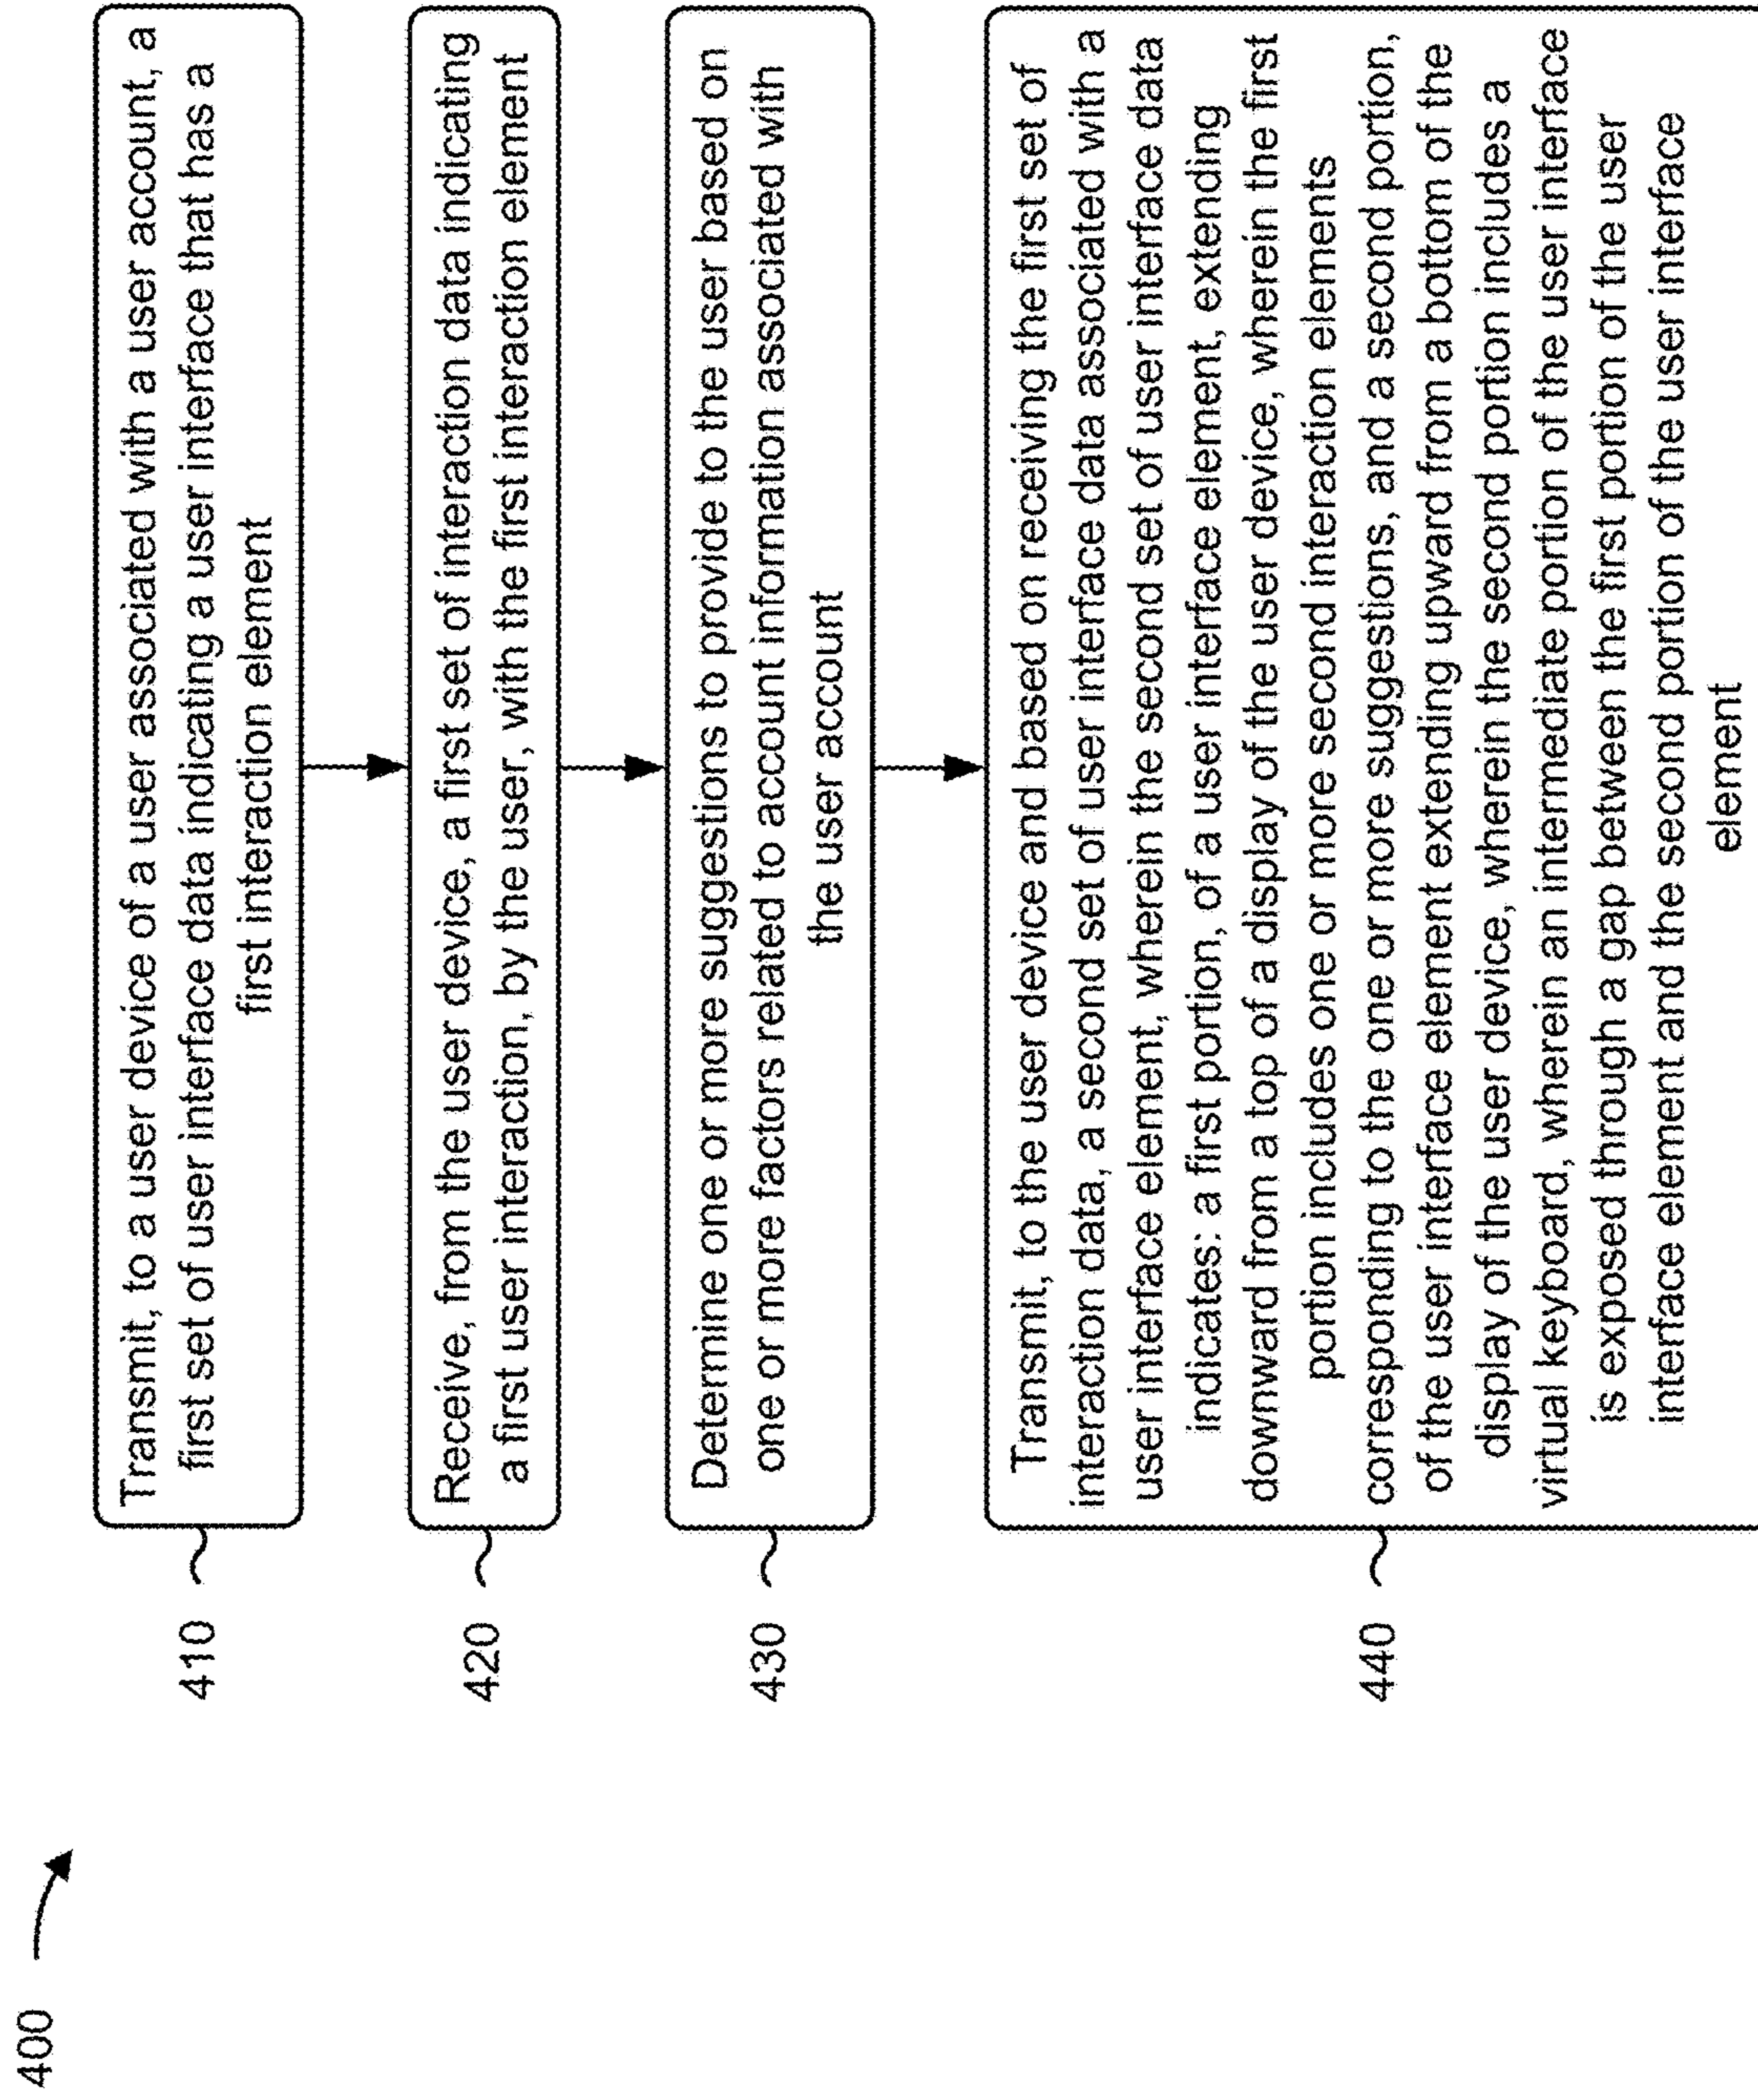 400
410
Transmit, to a user device of a user associated with a user account, a
first set of user interface data indicating a user interface that has a
first interaction element
420
Receive, from the user device, a first set of interaction data indicating
a first user interaction, by the user, with the first interaction element
430
Determine one or more suggestions to provide to the user based on
one or more factors related to account information associated with
the user account
440
Transmit, to the user device and based on receiving the first set of
interaction data, a second set of user interface data associated with a
user interface element, wherein the second set of user interface data
indicates: a first portion, of a user interface element, extending
downward from a top of a display of the user device, wherein the first
portion includes one or more second interaction elements
corresponding to the one or more suggestions, and a second portion,
of the user interface element extending upward from a bottom of the
display of the user device, wherein the second portion includes a
virtual keyboard, wherein an intermediate portion of the user interface
is exposed through a gap between the first portion of the user
interface element and the second portion of the user interface
element